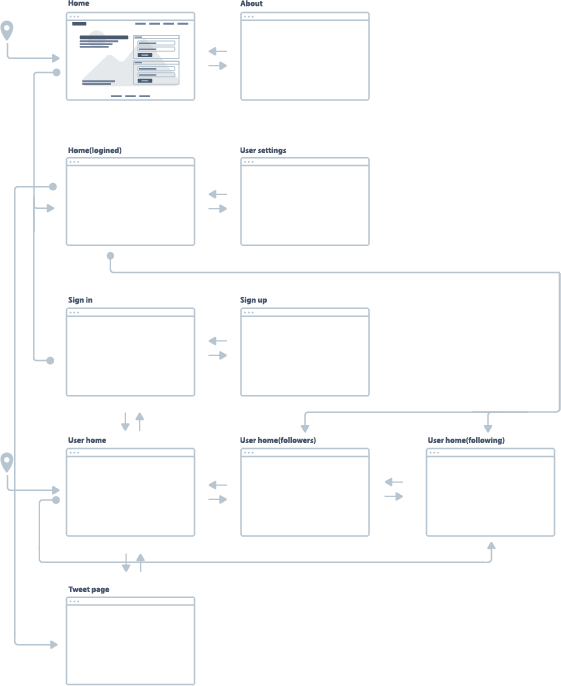 Home
About
Home(logined)
User settings
Sign in
Sign up
User home
User home(followers)
User home(following)
Tweet page